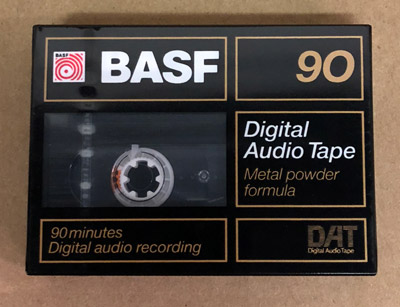 BASF
BASF
90
Digital
Audio Tape
Metal powder
formula
90 minutes
Digital audio recording
DAT
Digital Audio Tape